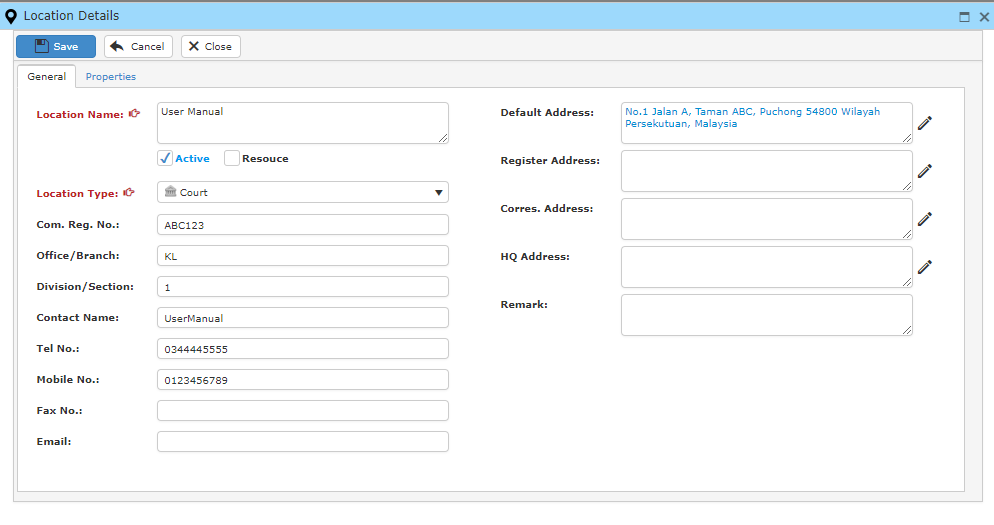 Location Details
Save Cancel Close
General Properties
Location Name: User Manual
Active Resouce
Location Type: Court
Com. Reg. No.: ABC123
Office/Branch: KL
Division/Section: 1
Contact Name: UserManual
Tel No.: 0344445555
Mobile No.: 0123456789
Fax No.:
Email:
Default Address: No.1 Jalan A, Taman ABC, Puchong 54800 Wilayah
Persekutuan, Malaysia
Register Address:
Corres. Address:
HQ Address:
Remark: